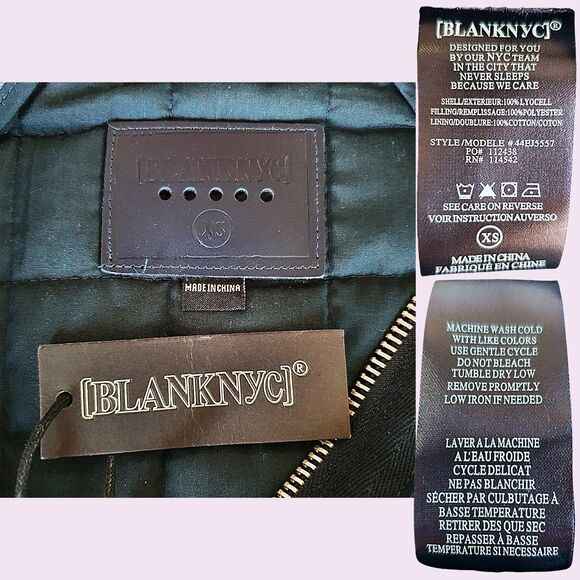 [BLANKNYC]
XS
MADE IN CHINA
[BLANKNYC]®
[BLANKNYC]®
DESIGNED FOR YOU
BY OUR NYC TEAM
IN THE CITY THAT
NEVER SLEEPS
BECAUSE WE CARE
SHELL/EXTERIEUR:100% LYOCELL
FILLING/REMPLISSAGE:100%POLYESTER
LINING/DOUBLURE:100%COTTON/COTON
STYLE/MODELE # 44EJ5557
PO# 112438
RN# 114542
SEE CARE ON REVERSE
VOIR INSTRUCTION AUVERSO
XS
MADE IN CHINA
FABRIQUÉ EN CHINE
MACHINE WASH COLD
WITH LIKE COLORS
USE GENTLE CYCLE
DO NOT BLEACH
TUMBLE DRY LOW
REMOVE PROMPTLY
LOW IRON IF NEEDED
LAVER A LA MACHINE
A L'EAU FROIDE
CYCLE DELICAT
NE PAS BLANCHIR
SÉCHER PAR CULBUTAGE À
BASSE TEMPERATURE
RETIRER DES QUE SEC
REPASSER À BASSE
TEMPERATURE SI NECESSAIRE